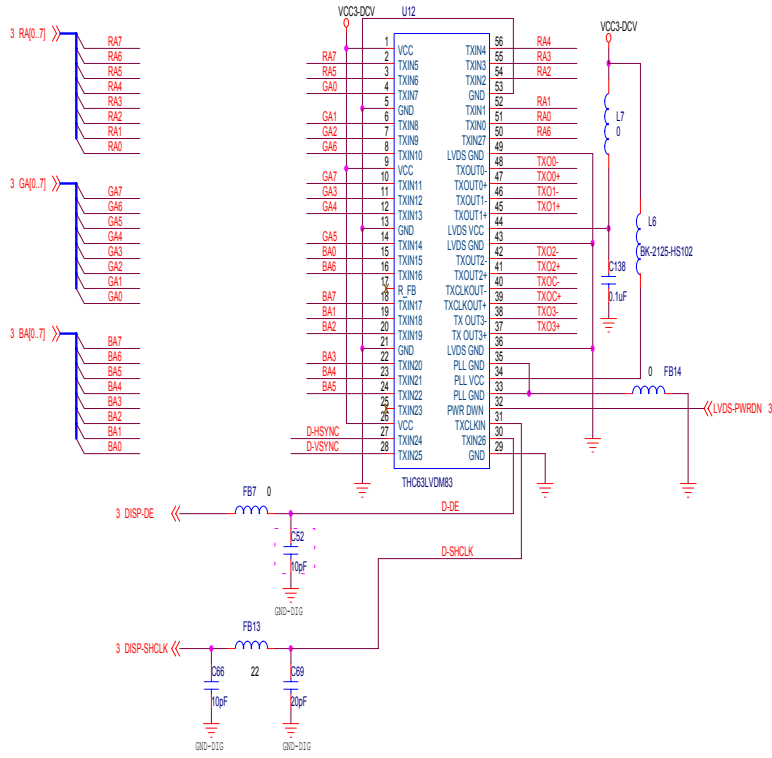 VCC3-DCV U12
3 RA[0..7]
RA7
RA6
RA5
RA4
RA3
RA2
RA1
RA0
3 GA[0..7]
GA7
GA6
GA5
GA4
GA3
GA2
GA1
GA0
3 BA[0..7]
BA7
BA6
BA5
BA4
BA3
BA2
BA1
BA0
1 VCC TXIN4 56 RA4
RA7 2 TXIN5 TXIN3 55 RA3
RA5 3 TXIN6 TXIN2 54 RA2
GA0 4 TXIN7 GND 53
5 GND TXIN1 52 RA1
GA1 6 TXIN8 TXIN0 51 RA0
GA2 7 TXIN9 TXIN27 50 RA6
GA6 8 TXIN10 LVDS GND 49
9 VCC TXOUT0- 48 TXO0-
GA7 10 TXIN11 TXOUT0+ 47 TXO0+
GA3 11 TXIN12 TXOUT1- 46 TXO1-
GA4 12 TXIN13 TXOUT1+ 45 TXO1+
13 GND LVDS VCC 44
GA5 14 TXIN14 LVDS GND 43
BA0 15 TXIN15 TXOUT2- 42 TXO2-
BA6 16 TXIN16 TXOUT2+ 41 TXO2+
17 R_FB TXCLKOUT- 40 TXOC-
BA7 18 TXIN17 TXCLKOUT+ 39 TXOC+
BA1 19 TXIN18 TX OUT3- 38 TXO3-
BA2 20 TXIN19 TX OUT3+ 37 TXO3+
21 GND LVDS GND 36
BA3 22 TXIN20 PLL GND 35
BA4 23 TXIN21 PLL VCC 34
BA5 24 TXIN22 PLL GND 33
25 TXIN23 PWR DWN 32
26 VCC TXCLKIN 31
D-HSYNC 27 TXIN24 TXIN26 30
D-VSYNC 28 TXIN25 GND 29
THC63LVDM83
VCC3-DCV
L7
0
L6
BK-2125-HS102
C138
0.1uF
0 FB14
LVDS-PWRDN 3
FB7 0
3 DISP-DE
D-DE
C52
10pF
GND-DIG
D-SHCLK
FB13
3 DISP-SHCLK
22
C66
10pF
C69
20pF
GND-DIG
GND-DIG